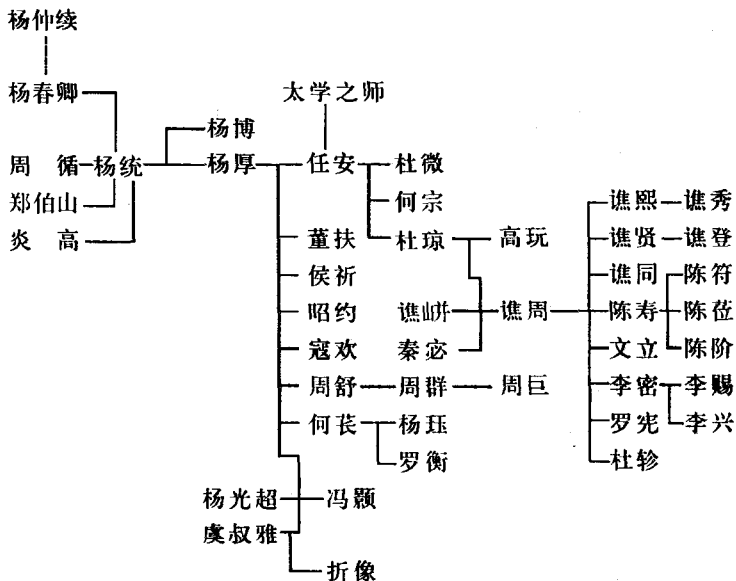 杨仲续
杨春卿 太学之师
杨博
周循 杨统 杨厚 任安 杜微
郑伯山 何宗 谯熙 谯秀
炎高 董扶 杜琼 高玩 谯贤 谯登
侯祈 谯同 陈符
昭约 谯𡸫 谯周 陈寿 陈莅
寇欢 秦宓 文立 陈阶
周舒 周群 周巨 李密 李赐
何苌 杨珏 罗宪 李兴
罗衡 杜轸
杨光超 冯颢
虞叔雅
折像